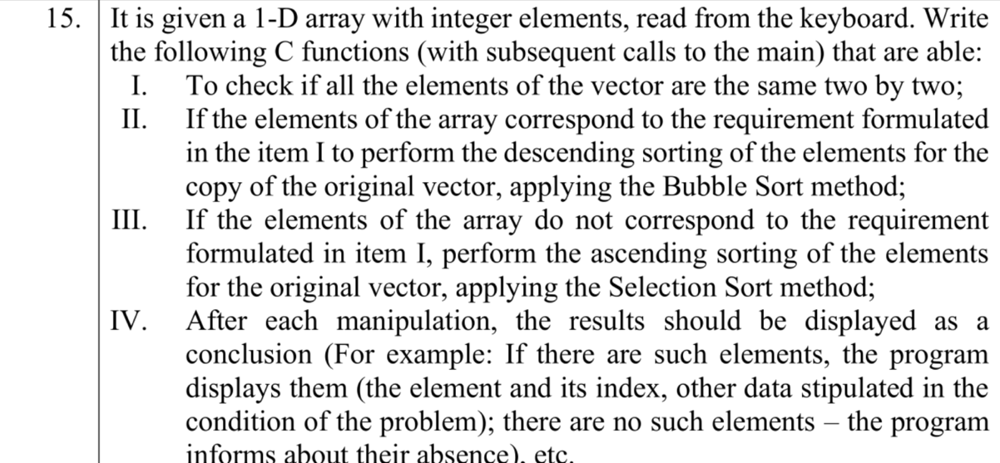 15. It is given a 1-D array with integer elements, read from the keyboard. Write
the following C functions (with subsequent calls to the main) that are able:
I. To check if all the elements of the vector are the same two by two;
II. If the elements of the array correspond to the requirement formulated
in the item I to perform the descending sorting of the elements for the
copy of the original vector, applying the Bubble Sort method;
III. If the elements of the array do not correspond to the requirement
formulated in item I, perform the ascending sorting of the elements
for the original vector, applying the Selection Sort method;
IV. After each manipulation, the results should be displayed as a
conclusion (For example: If there are such elements, the program
displays them (the element and its index, other data stipulated in the
condition of the problem); there are no such elements – the program
informs about their absence), etc.